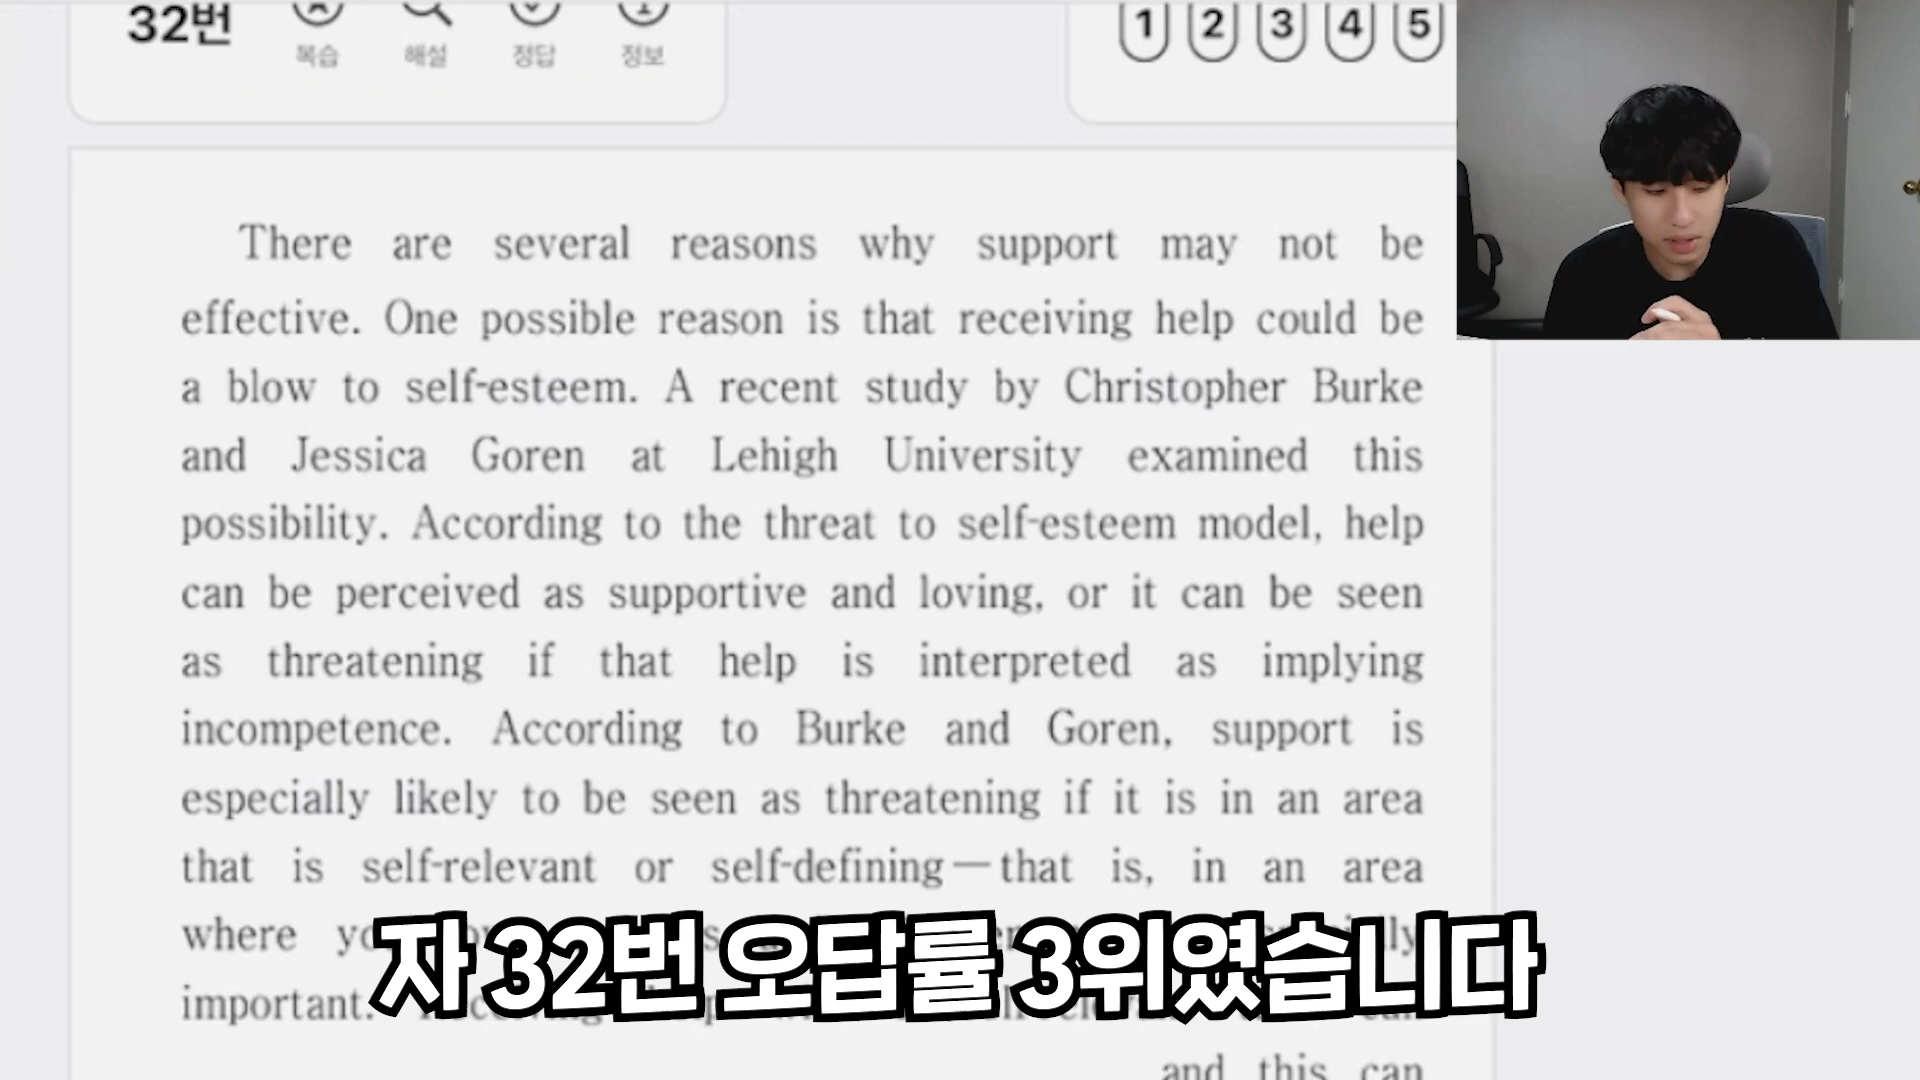 32번
복습 해설 정답 정보
1 2 3 4 5
There are several reasons why support may not be
effective. One possible reason is that receiving help could be
a blow to self-esteem. A recent study by Christopher Burke
and Jessica Goren at Lehigh University examined this
possibility. According to the threat to self-esteem model, help
can be perceived as supportive and loving, or it can be seen
as threatening if that help is interpreted as implying
incompetence. According to Burke and Goren, support is
especially likely to be seen as threatening if it is in an area
that is self-relevant or self-defining—that is, in an area
where
important.
and this can
자 32번 오답률 3위였습니다